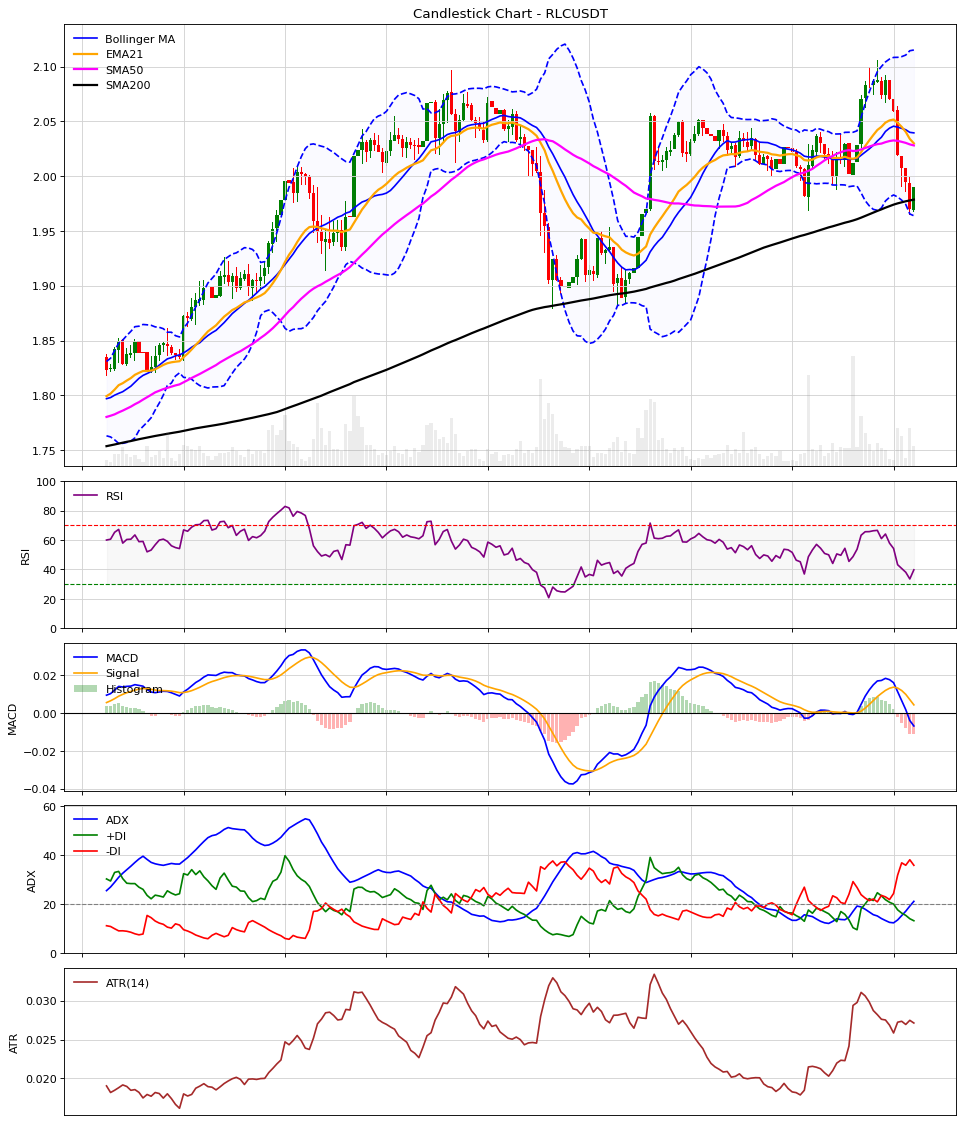 Candlestick Chart - RLCUSDT
Bollinger MA
EMA21
SMA50
SMA200
2.10
2.05
2.00
1.95
1.90
1.85
1.80
1.75
RSI
100
80
60
40
20
0
RSI
MACD
Signal
Histogram
0.02
0.00
−0.02
−0.04
MACD
ADX
+DI
-DI
60
40
20
0
ADX
ATR(14)
0.030
0.025
0.020
ATR